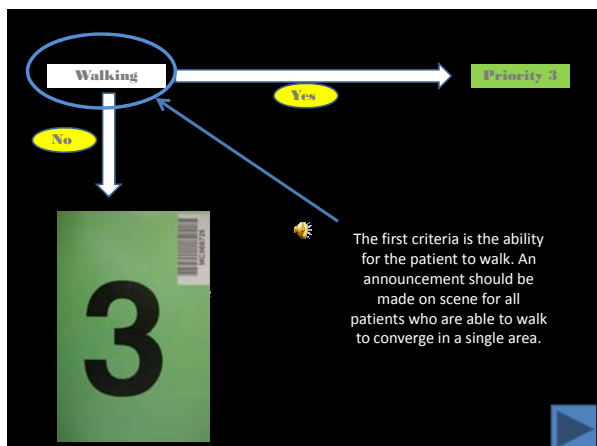 Walking
Priority 3
Yes
No
3
The first criteria is the ability
for the patient to walk. An
announcement should be
made on scene for all
patients who are able to walk
to converge in a single area.